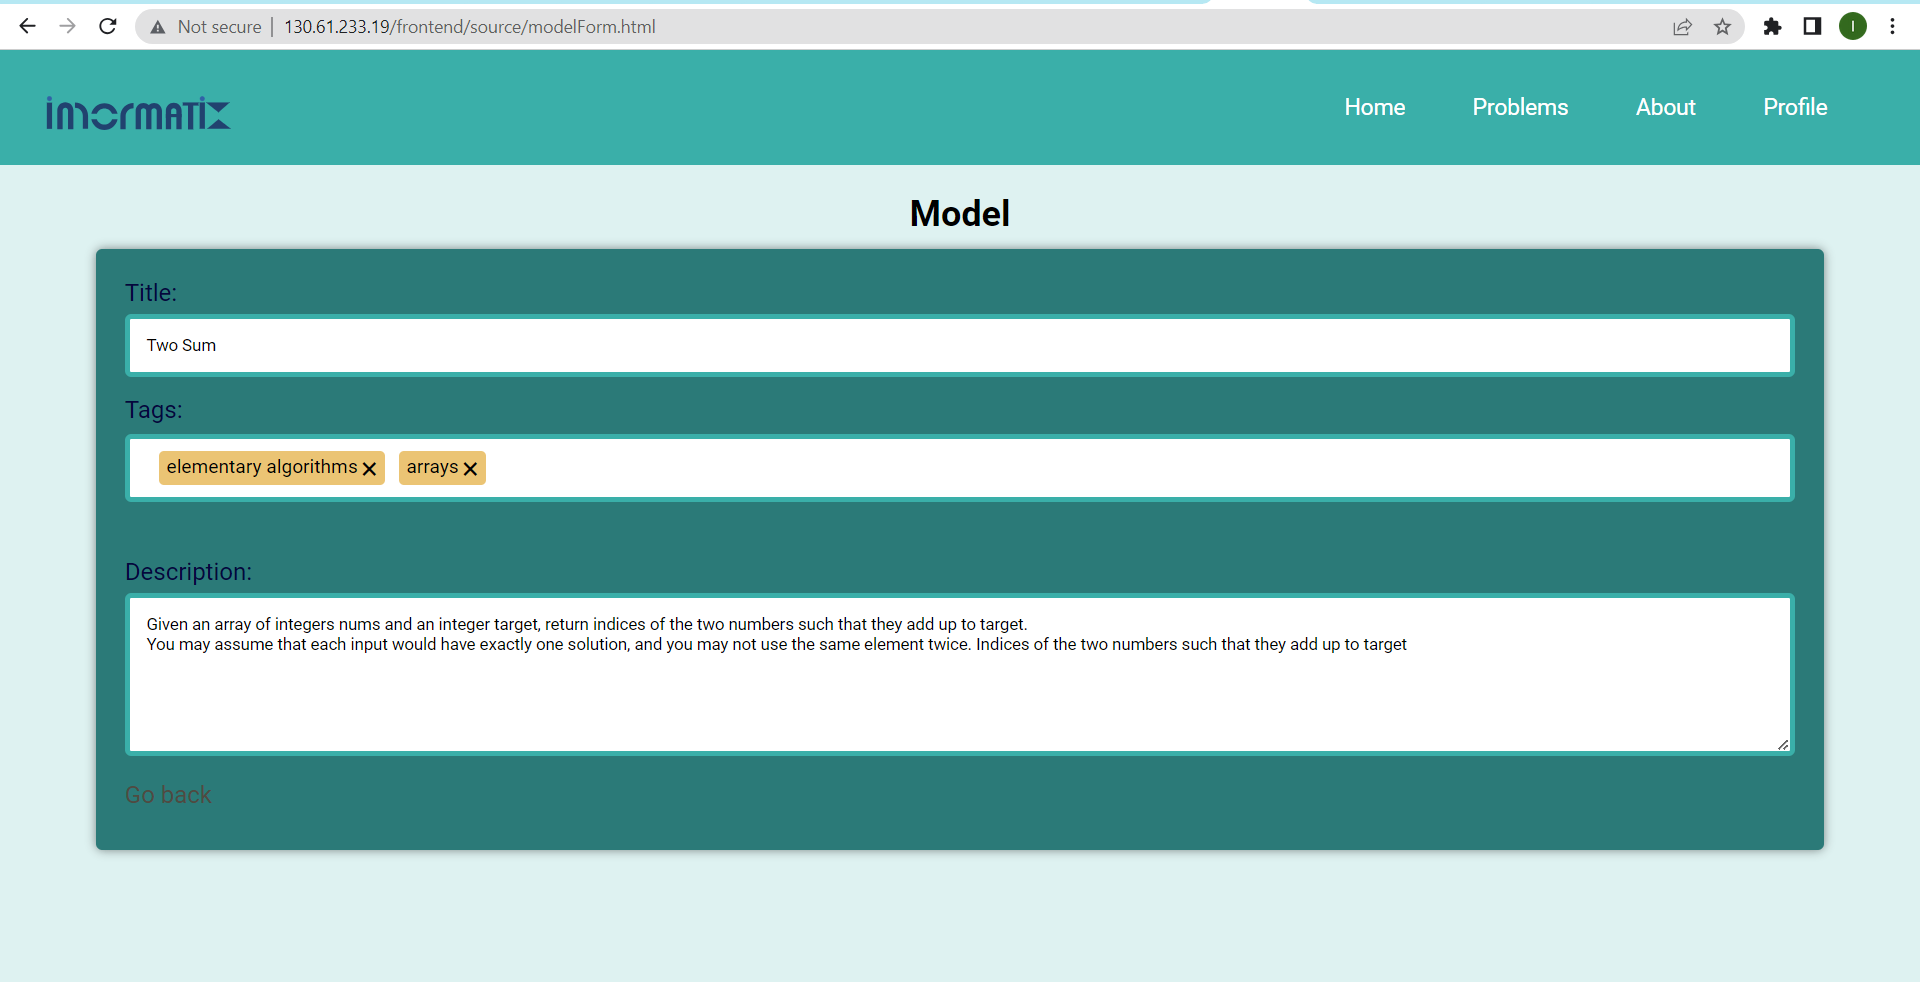 Not secure | 130.61.233.19/frontend/source/modelForm.html
I
Home Problems About Profile
Model
Title:
Two Sum
Tags:
elementary algorithms × arrays ×
Description:
Given an array of integers nums and an integer target, return indices of the two numbers such that they add up to target.
You may assume that each input would have exactly one solution, and you may not use the same element twice. Indices of the two numbers such that they add up to target
Go back